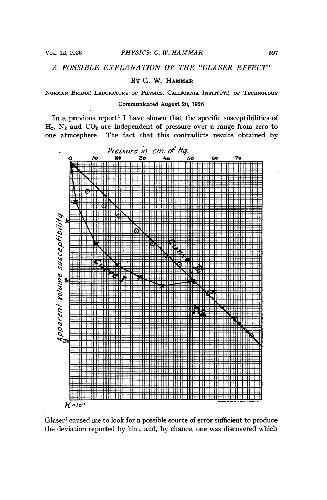 VOL. 12, 1926 PHYSICS: G. W. HAMMAR 597
A POSSIBLE EXPLANATION OF THE "GLASER EFFECT"
BY G. W. HAMMAR
NORMAN BRIDGE LABORATORY OF PHYSICS, CALIFORNIA INSTITUTE OF TECHNOLOGY
Communicated August 20, 1926
In a previous report¹ I have shown that the specific susceptibilities of
H₂, N₂ and CO₂ are independent of pressure over a range from zero to
one atmosphere. The fact that this contradicts results obtained by
Pressure in cm. of Hg.
0 10 20 30 40 50 60 70
Apparent volume susceptibility
Curve
Curve
Glaser² caused me to look for a possible source of error sufficient to produce
the deviation reported by him, and, by chance, one was discovered which